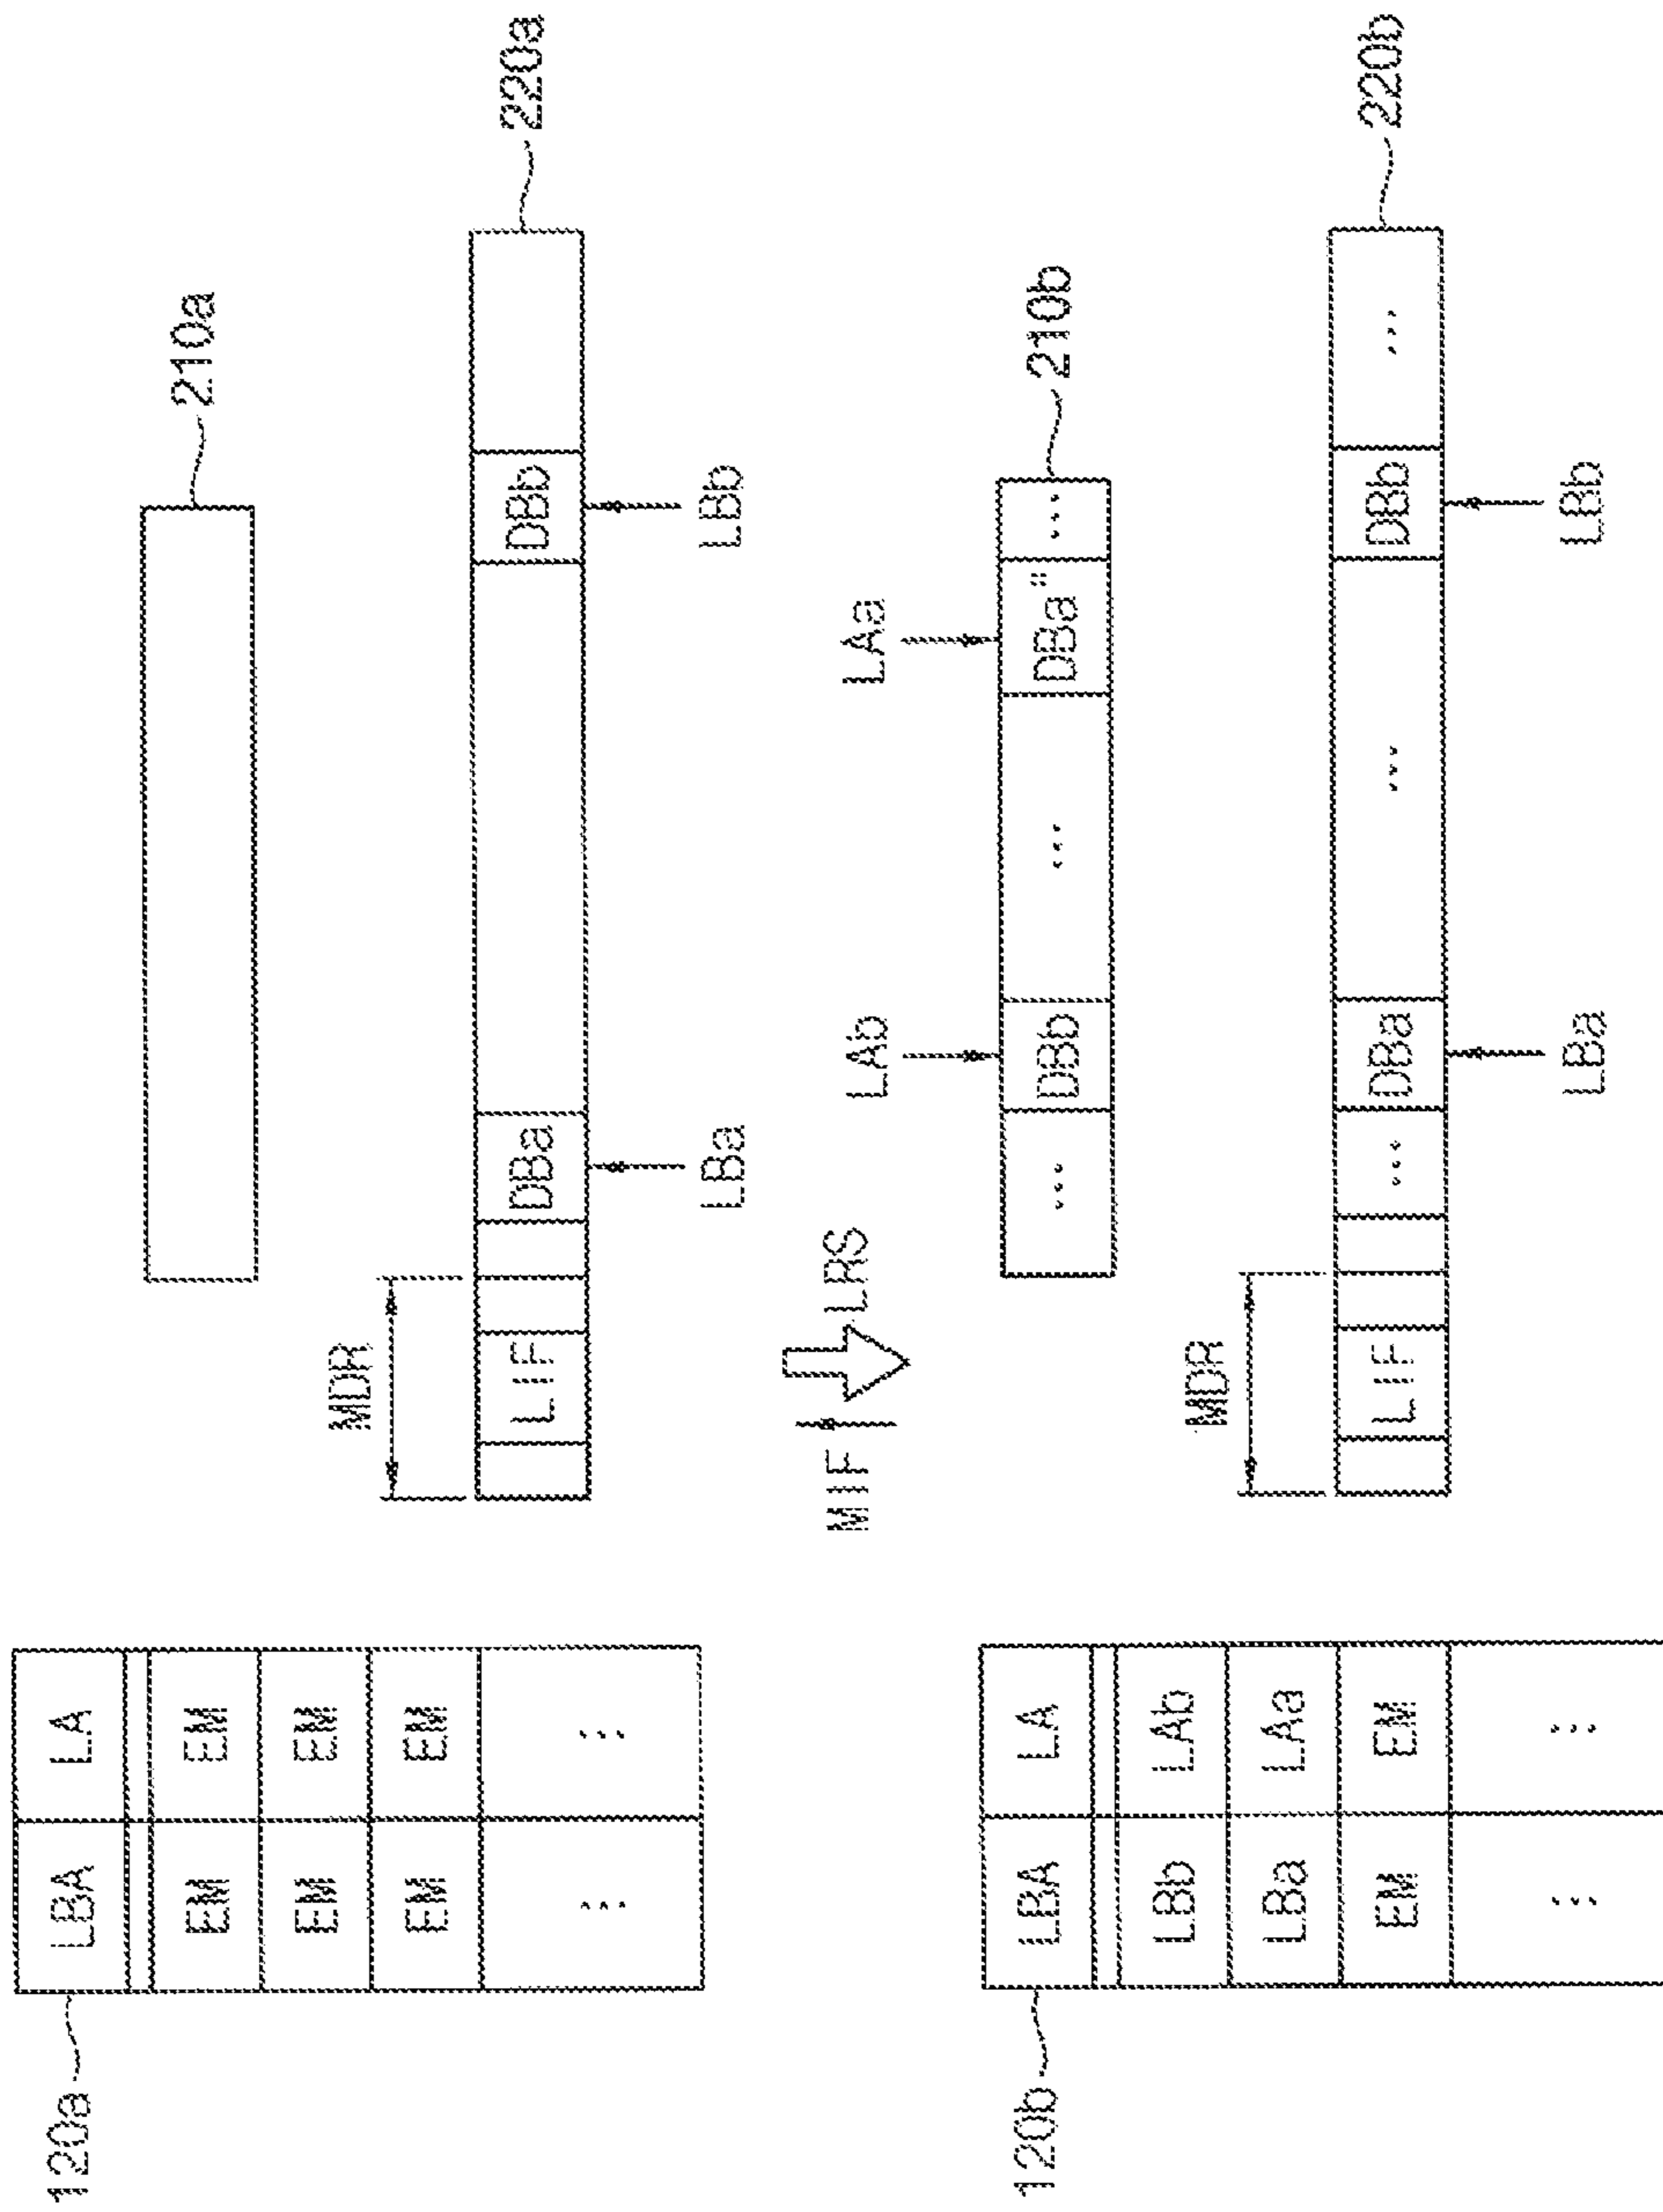 120a
LBA LA
EM EM
EM EM
EM EM
... ...
210a
MDR
LIF DBa DBb
220a
LBa LBb
MIF LRS
120b
LBA LA
LBb LAb
LBa LAa
EM EM
... ...
LAb LAa
... DBb ... DBa" ...
210b
MDR
LIF ... DBa ... DBb ...
220b
LBa LBb